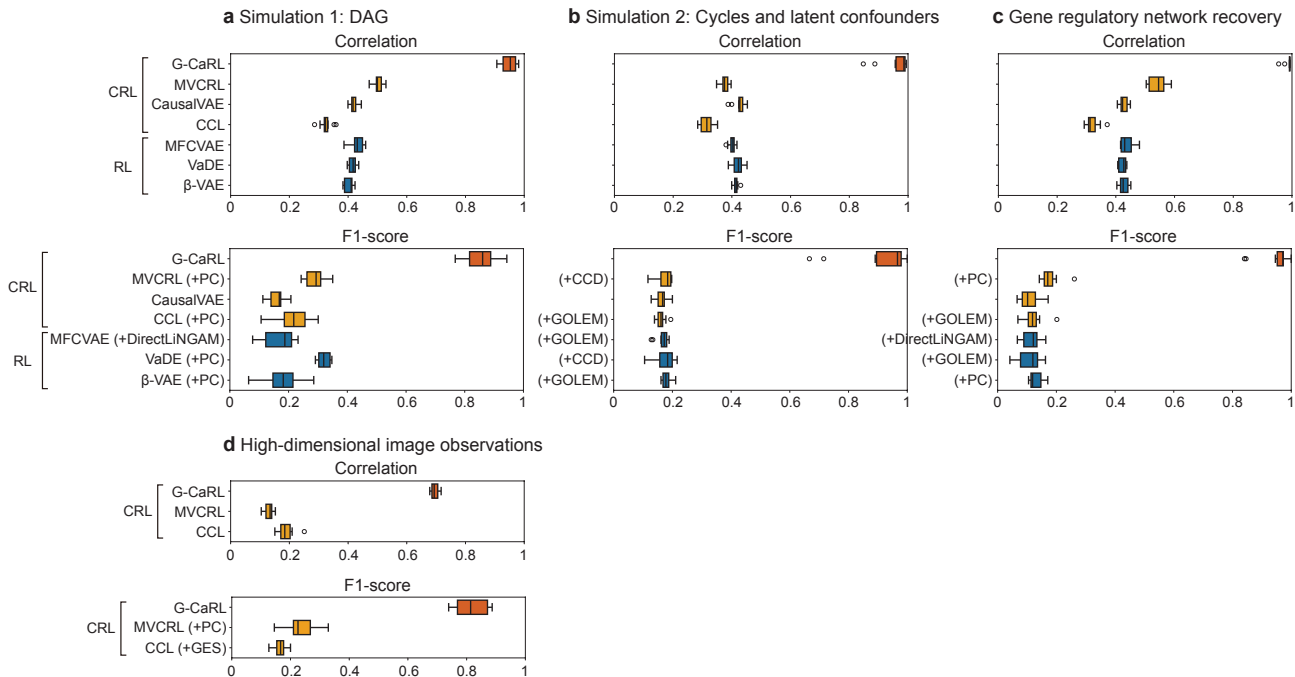 a Simulation 1: DAG
Correlation
CRL
G-CaRL
MVCRL
CausalVAE
CCL
RL
MFCVAE
VaDE
β-VAE
0 0.2 0.4 0.6 0.8 1
F1-score
CRL
G-CaRL
MVCRL (+PC)
CausalVAE
CCL (+PC)
RL
MFCVAE (+DirectLiNGAM)
VaDE (+PC)
β-VAE (+PC)
0 0.2 0.4 0.6 0.8 1
b Simulation 2: Cycles and latent confounders
Correlation
0 0.2 0.4 0.6 0.8 1
F1-score
(+CCD)
(+GOLEM)
(+GOLEM)
(+CCD)
(+GOLEM)
0 0.2 0.4 0.6 0.8 1
c Gene regulatory network recovery
Correlation
0 0.2 0.4 0.6 0.8 1
F1-score
(+PC)
(+GOLEM)
(+DirectLiNGAM)
(+GOLEM)
(+PC)
0 0.2 0.4 0.6 0.8 1
d High-dimensional image observations
Correlation
CRL
G-CaRL
MVCRL
CCL
0 0.2 0.4 0.6 0.8 1
F1-score
CRL
G-CaRL
MVCRL (+PC)
CCL (+GES)
0 0.2 0.4 0.6 0.8 1